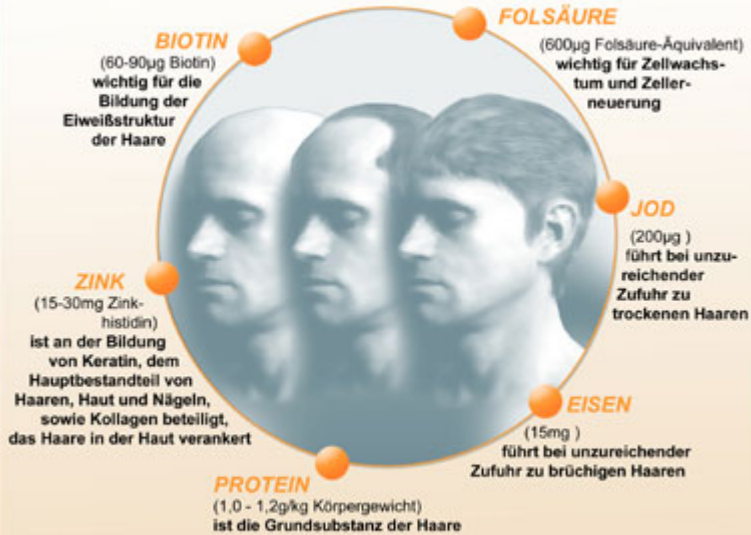 BIOTIN
(60-90µg Biotin)
wichtig für die
Bildung der
Eiweißstruktur
der Haare
FOLSÄURE
(600µg Folsäure-Äquivalent)
wichtig für Zellwachs-
tum und Zeller-
neuerung
JOD
(200µg )
führt bei unzu-
reichender
Zufuhr zu
trockenen Haaren
ZINK
(15-30mg Zink-
histidin)
ist an der Bildung
von Keratin, dem
Hauptbestandteil von
Haaren, Haut und Nägeln,
sowie Kollagen beteiligt,
das Haare in der Haut verankert
EISEN
(15mg )
führt bei unzureichender
Zufuhr zu brüchigen Haaren
PROTEIN
(1,0 - 1,2g/kg Körpergewicht)
ist die Grundsubstanz der Haare